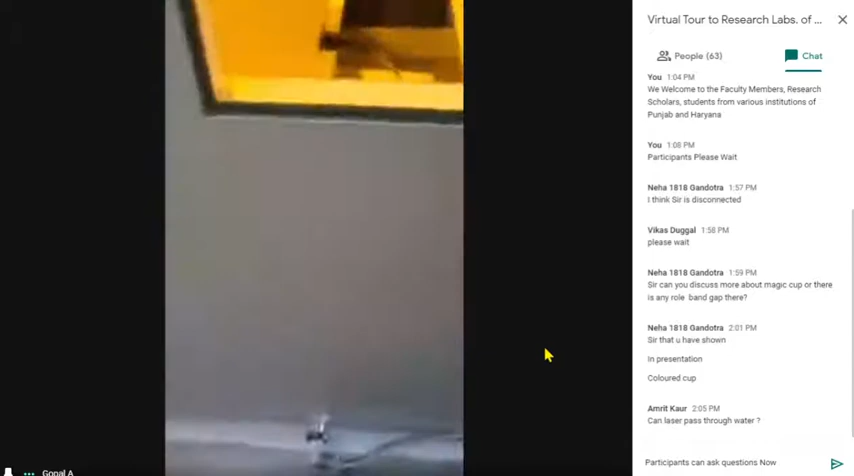 Virtual Tour to Research Labs. of ...
People (63)
Chat
You 1:04 PM
We Welcome to the Faculty Members, Research
Scholars, students from various institutions of
Punjab and Haryana
You 1:08 PM
Participants Please Wait
Neha 1818 Gandotra 1:57 PM
I think Sir is disconnected
Vikas Duggal 1:58 PM
please wait
Neha 1818 Gandotra 1:59 PM
Sir can you discuss more about magic cup or there
is any role band gap there?
Neha 1818 Gandotra 2:01 PM
Sir that u have shown
In presentation
Coloured cup
Amrit Kaur 2:05 PM
Can laser pass through water ?
Participants can ask questions Now
Gopal A